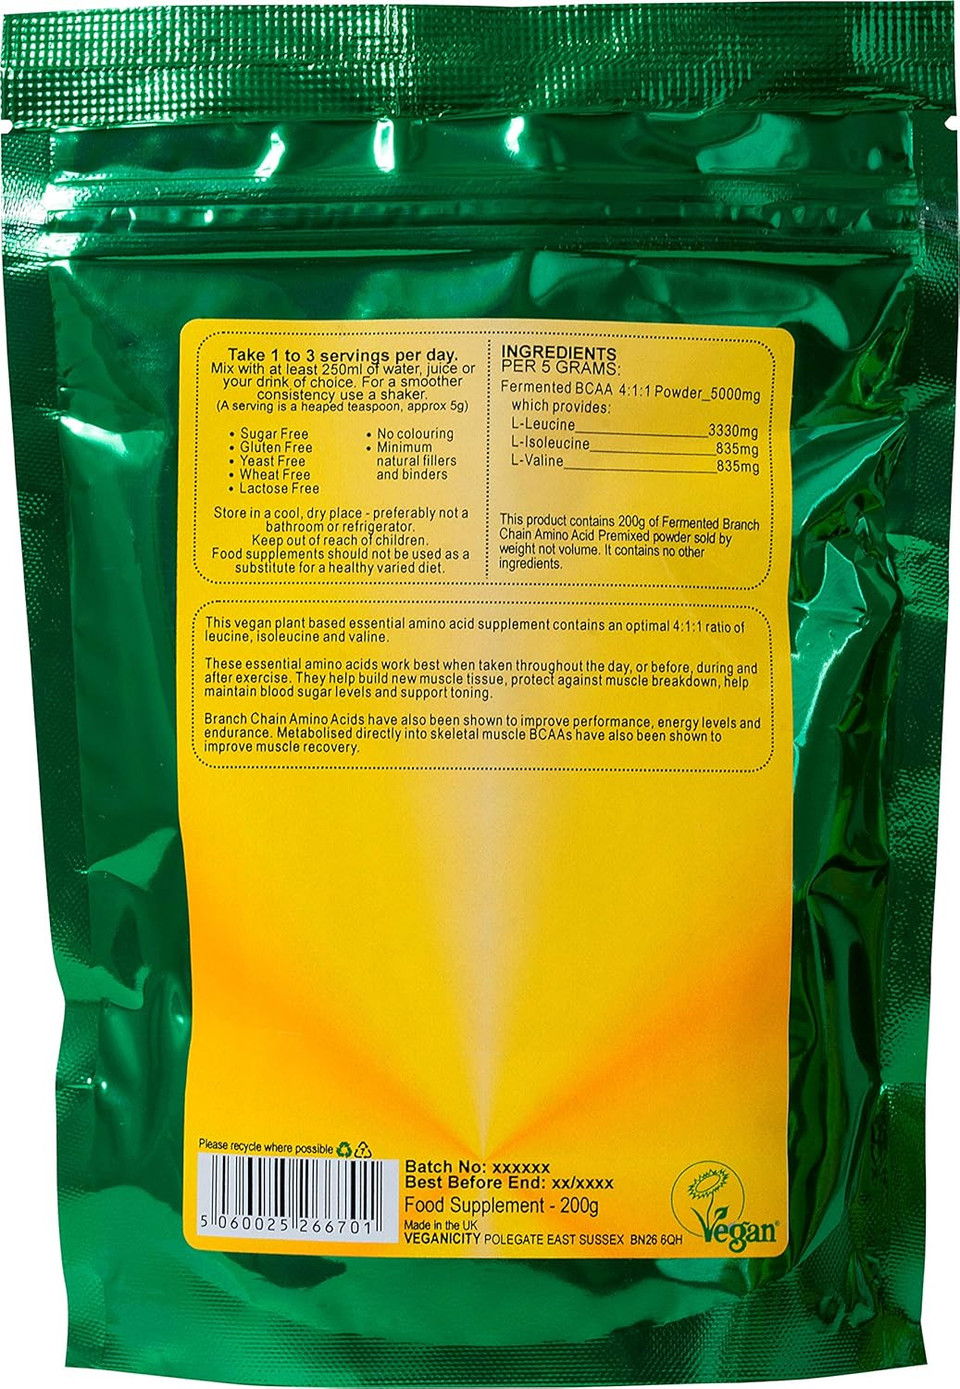 Take 1 to 3 servings per day.
Mix with at least 250ml of water, juice or
your drink of choice. For a smoother
consistency use a shaker.
(A serving is a heaped teaspoon, approx 5g)
• Sugar Free
• Gluten Free
• Yeast Free
• Wheat Free
• Lactose Free
• No colouring
• Minimum
natural fillers
and binders
Store in a cool, dry place - preferably not a
bathroom or refrigerator.
Keep out of reach of children.
Food supplements should not be used as a
substitute for a healthy varied diet.
INGREDIENTS
PER 5 GRAMS:
Fermented BCAA 4:1:1 Powder_5000mg
which provides:
L-Leucine 3330mg
L-Isoleucine 835mg
L-Valine 835mg
This product contains 200g of Fermented Branch
Chain Amino Acid Premixed powder sold by
weight not volume. It contains no other
ingredients.
This vegan plant based essential amino acid supplement contains an optimal 4:1:1 ratio of
leucine, isoleucine and valine.
These essential amino acids work best when taken throughout the day, or before, during and
after exercise. They help build new muscle tissue, protect against muscle breakdown, help
maintain blood sugar levels and support toning.
Branch Chain Amino Acids have also been shown to improve performance, energy levels and
endurance. Metabolised directly into skeletal muscle BCAAs have also been shown to
improve muscle recovery.
Please recycle where possible
5 060025 266701
Batch No: xxxxxx
Best Before End: xx/xxxx
Food Supplement - 200g
Made in the UK
VEGANICITY POLEGATE EAST SUSSEX BN26 6QH
Vegan®